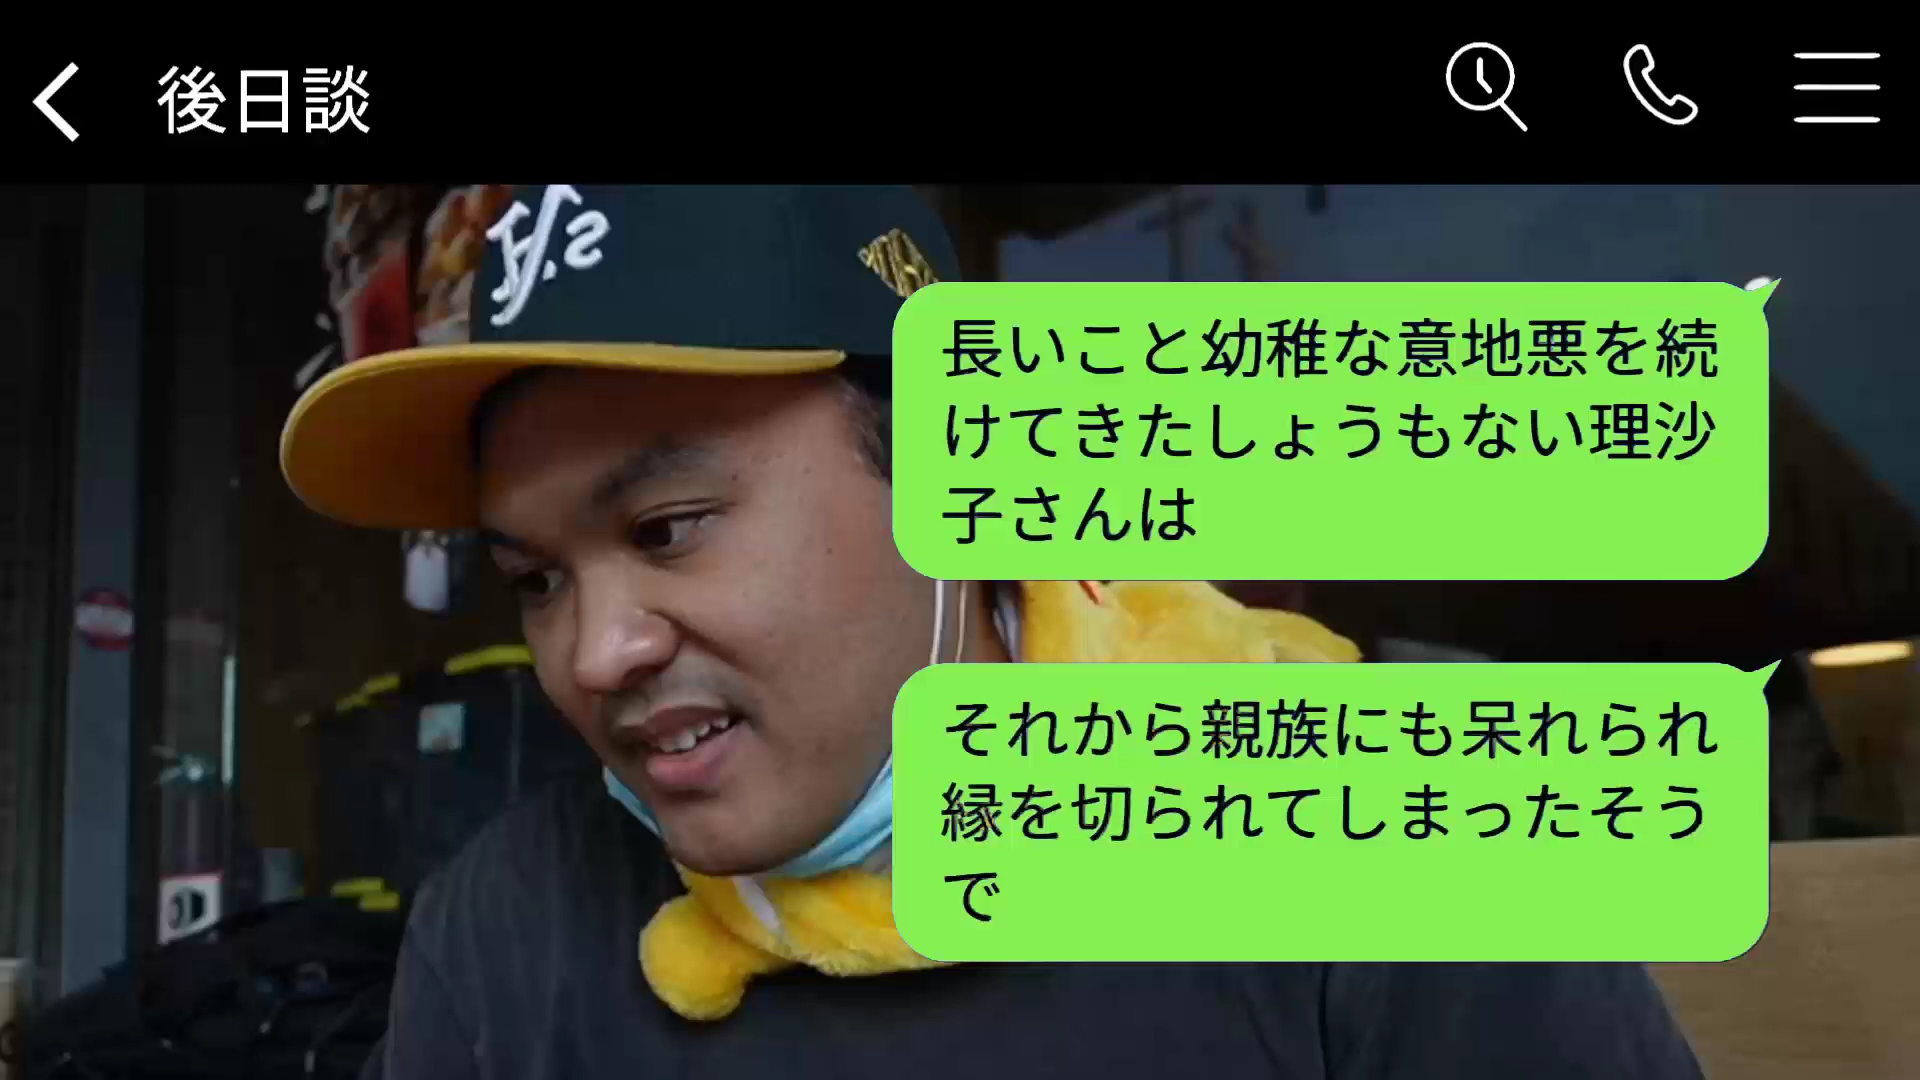 後日談
長いこと幼稚な意地悪を続
けてきたしょうもない理沙
子さんは
それから親族にも呆れられ
縁を切られてしまったそう
で